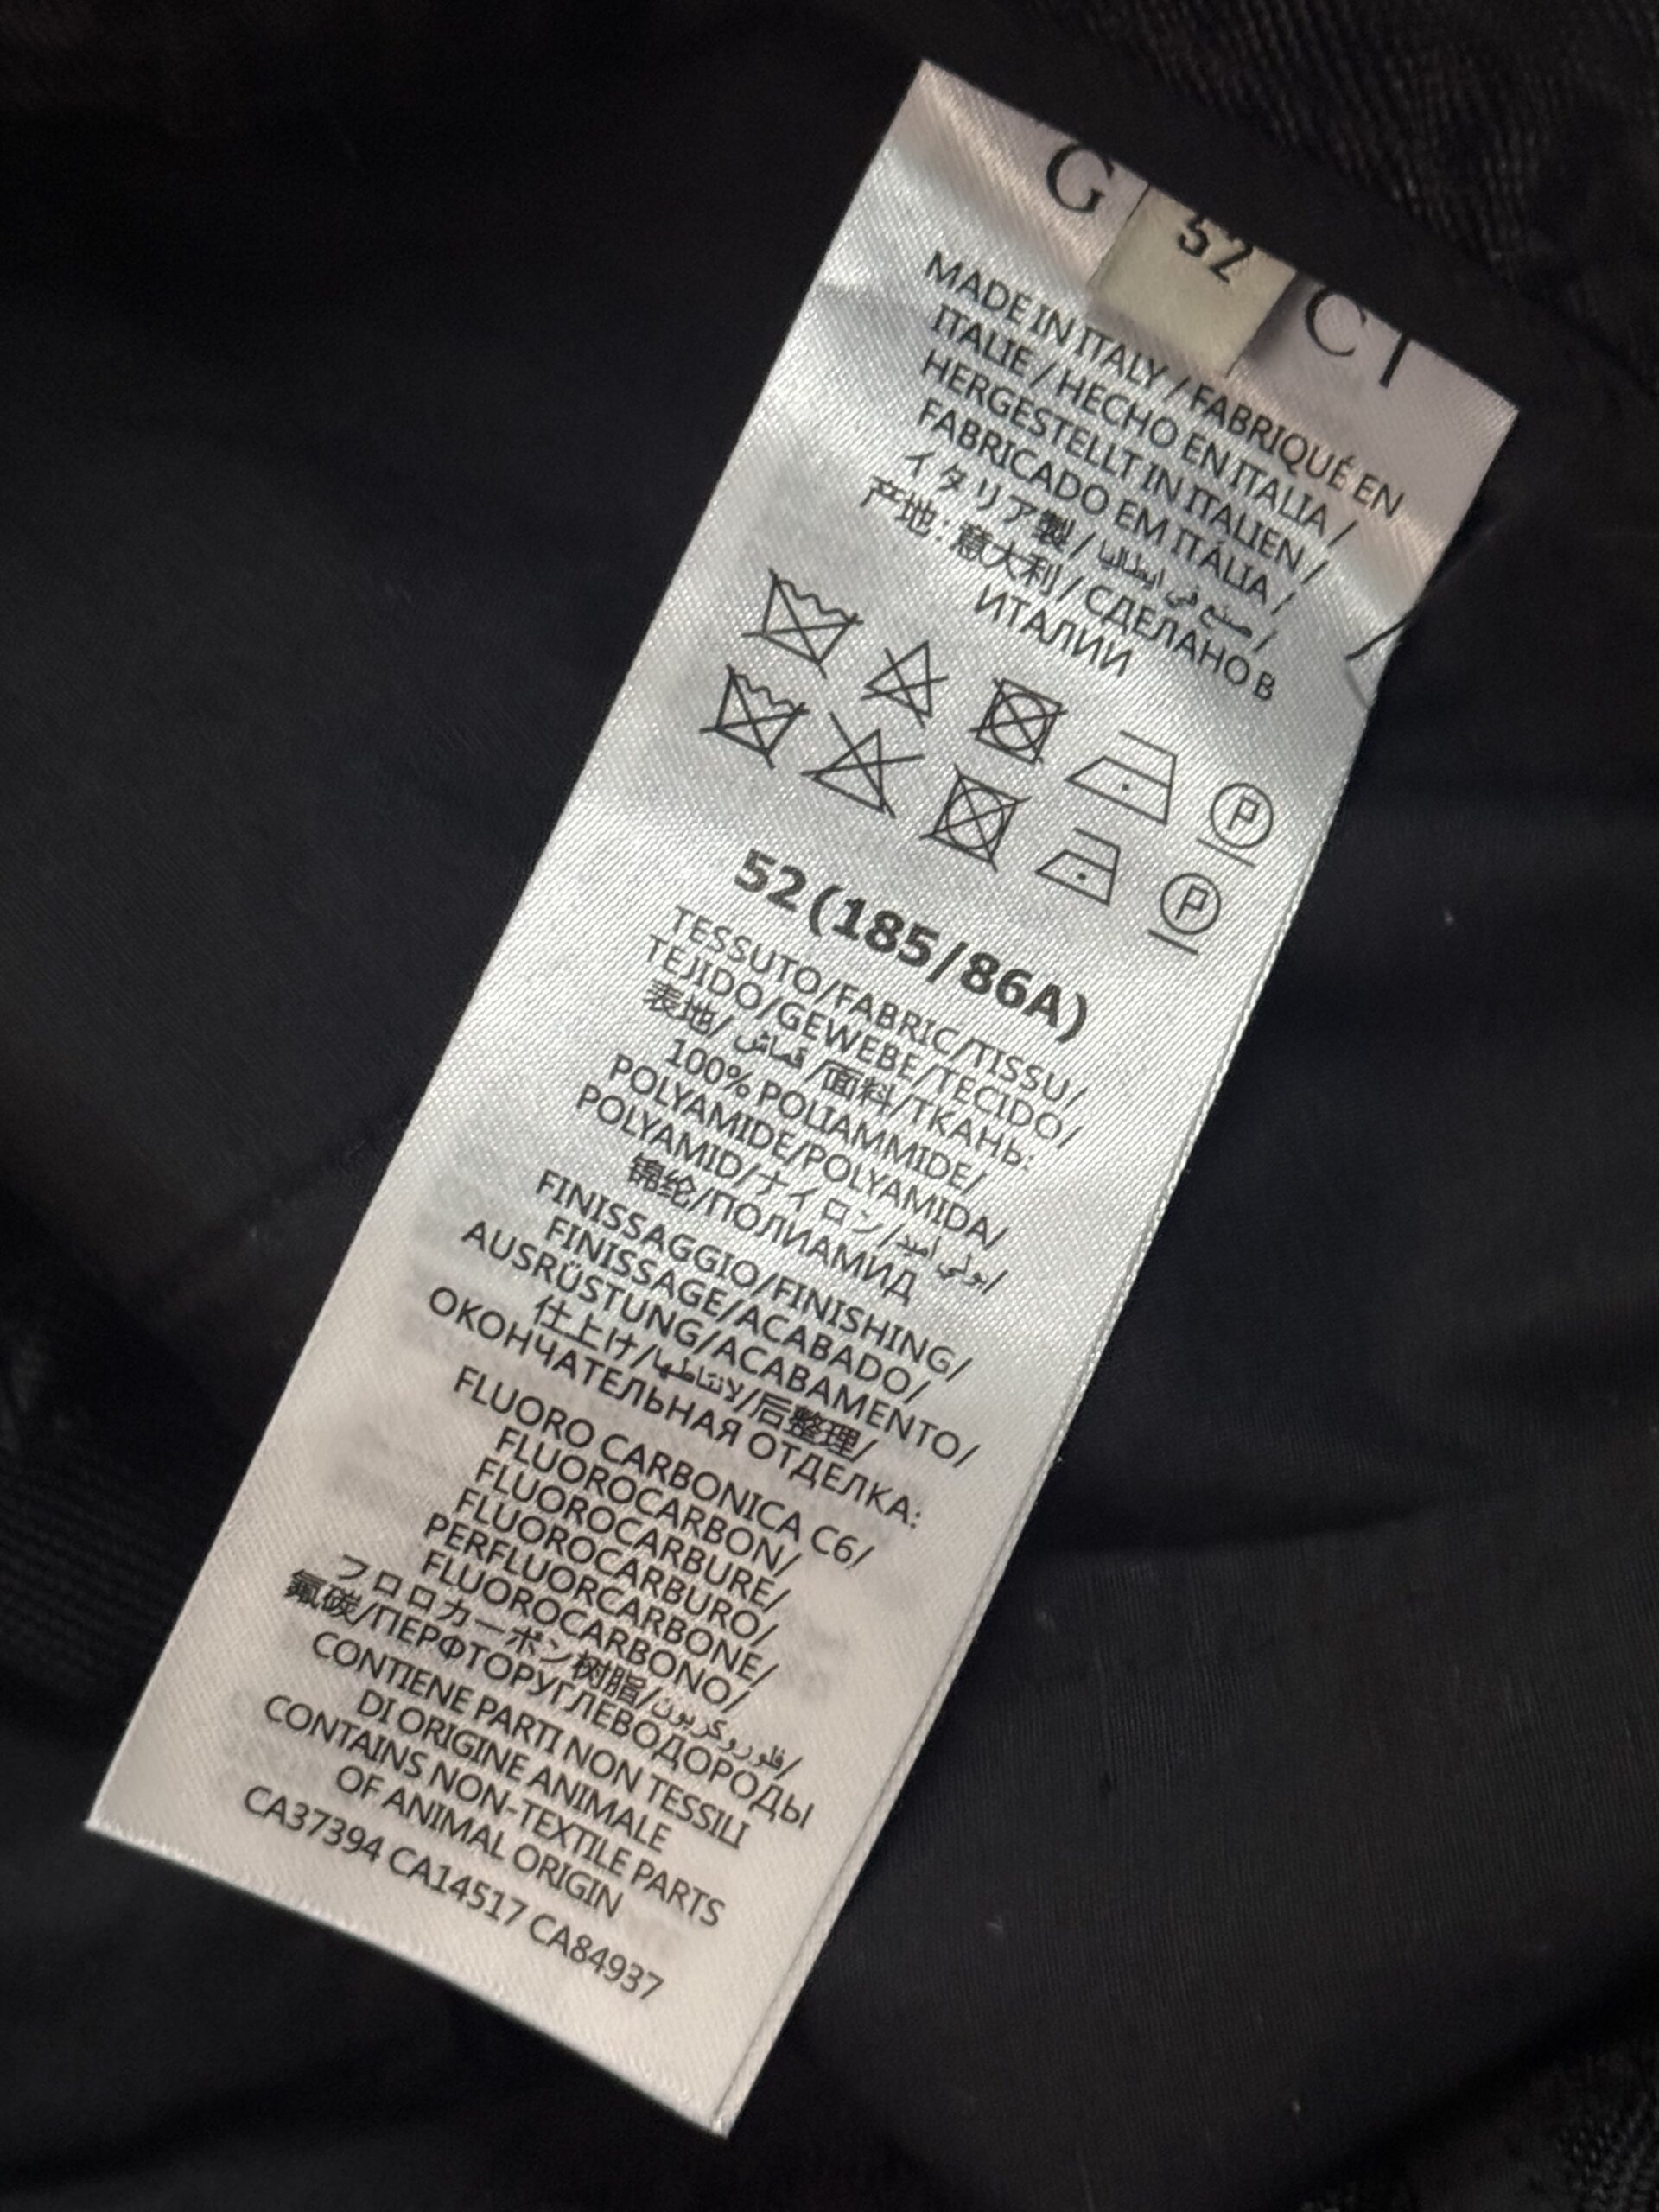 G 52 CI
MADE IN ITALY / FABRIQUÉ EN
ITALIE / HECHO EN ITALIA /
HERGESTELLT IN ITALIEN /
FABRICADO EM ITALIA /
イタリア製 / صنع في ايطاليا /
产地 : 意大利 / СДЕЛАНО В
ИТАЛИИ
P
P
52(185/86A)
TESSUTO/FABRIC/TISSU/
TEJIDO/GEWEBE/TECIDO/
表地/ قماش /面料/ТКАНЬ:
100% POLIAMMIDE/
POLYAMIDE/POLYAMIDA/
POLYAMID/ナイロン/بولي اميد/
锦纶/ПОЛИАМИД
FINISSAGGIO/FINISHING/
FINISSAGE/ACABADO/
AUSRÜSTUNG/ACABAMENTO/
仕上げ/后整理/
ОКОНЧАТЕЛЬНАЯ ОТДЕЛКА:
FLUORO CARBONICA C6/
FLUOROCARBON/
FLUOROCARBURE/
FLUOROCARBURO/
PERFLUORCARBONE/
FLUOROCARBONO/
フロロカーボン树脂/فلوروكربون/
氟碳/ПЕРФТОРУГЛЕВОДОРОДЫ
CONTIENE PARTI NON TESSILI
DI ORIGINE ANIMALE
CONTAINS NON-TEXTILE PARTS
OF ANIMAL ORIGIN
CA37394 CA14517 CA84937